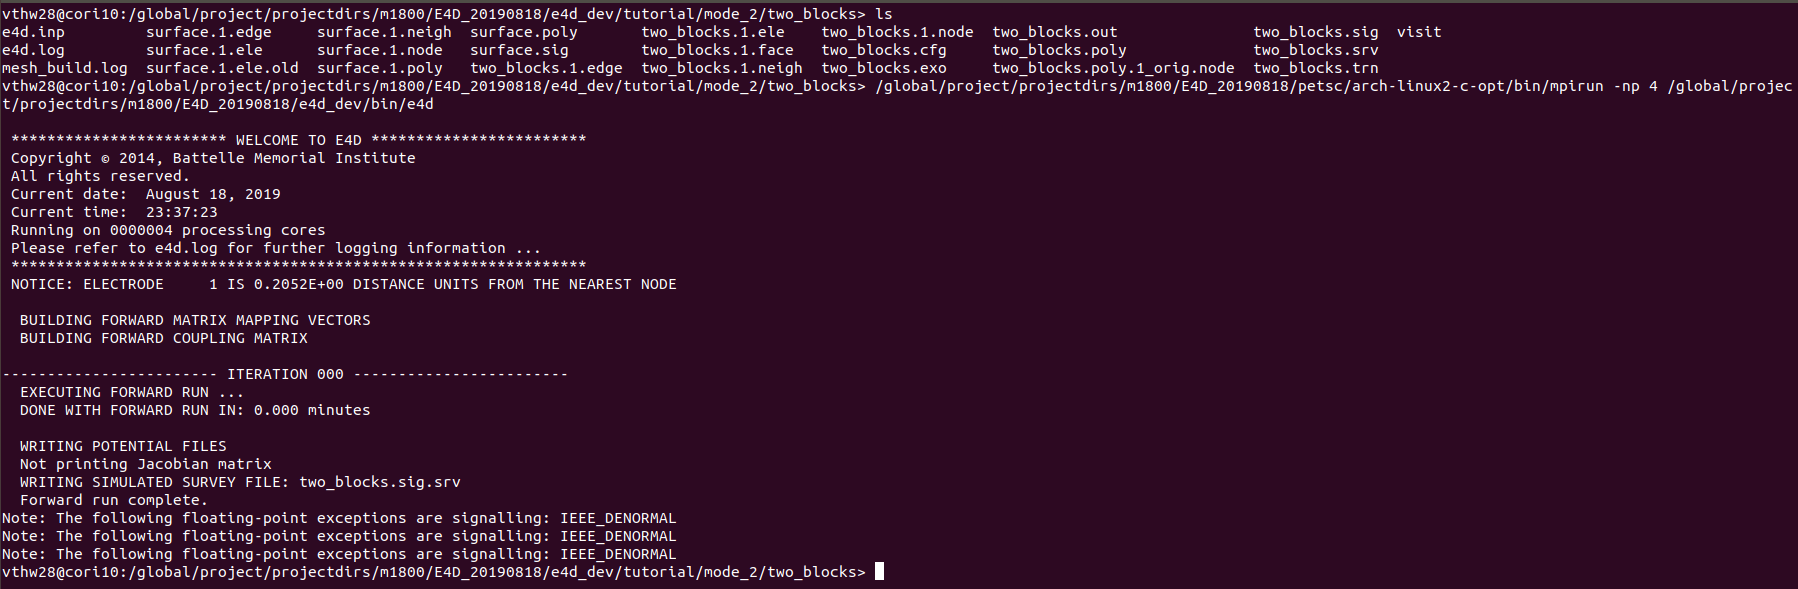 vthw28@cori10:/global/project/projectdirs/m1800/E4D_20190818/e4d_dev/tutorial/mode_2/two_blocks> ls
e4d.inp         surface.1.edge     surface.1.neigh  surface.poly       two_blocks.1.ele    two_blocks.1.node  two_blocks.out               two_blocks.sig  visit
e4d.log         surface.1.ele      surface.1.node   surface.sig        two_blocks.1.face   two_blocks.cfg     two_blocks.poly              two_blocks.srv
mesh_build.log  surface.1.ele.old  surface.1.poly   two_blocks.1.edge  two_blocks.1.neigh  two_blocks.exo     two_blocks.poly.1_orig.node  two_blocks.trn
vthw28@cori10:/global/project/projectdirs/m1800/E4D_20190818/e4d_dev/tutorial/mode_2/two_blocks> /global/project/projectdirs/m1800/E4D_20190818/petsc/arch-linux2-c-opt/bin/mpirun -np 4 /global/projec
t/projectdirs/m1800/E4D_20190818/e4d_dev/bin/e4d
************************ WELCOME TO E4D ************************
Copyright © 2014, Battelle Memorial Institute
All rights reserved.
Current date:  August 18, 2019
Current time:  23:37:23
Running on 0000004 processing cores
Please refer to e4d.log for further logging information ...
****************************************************************
NOTICE: ELECTRODE     1 IS 0.2052E+00 DISTANCE UNITS FROM THE NEAREST NODE
BUILDING FORWARD MATRIX MAPPING VECTORS
BUILDING FORWARD COUPLING MATRIX
------------------------ ITERATION 000 ------------------------
EXECUTING FORWARD RUN ...
DONE WITH FORWARD RUN IN: 0.000 minutes
WRITING POTENTIAL FILES
Not printing Jacobian matrix
WRITING SIMULATED SURVEY FILE: two_blocks.sig.srv
Forward run complete.
Note: The following floating-point exceptions are signalling: IEEE_DENORMAL
Note: The following floating-point exceptions are signalling: IEEE_DENORMAL
Note: The following floating-point exceptions are signalling: IEEE_DENORMAL
vthw28@cori10:/global/project/projectdirs/m1800/E4D_20190818/e4d_dev/tutorial/mode_2/two_blocks>